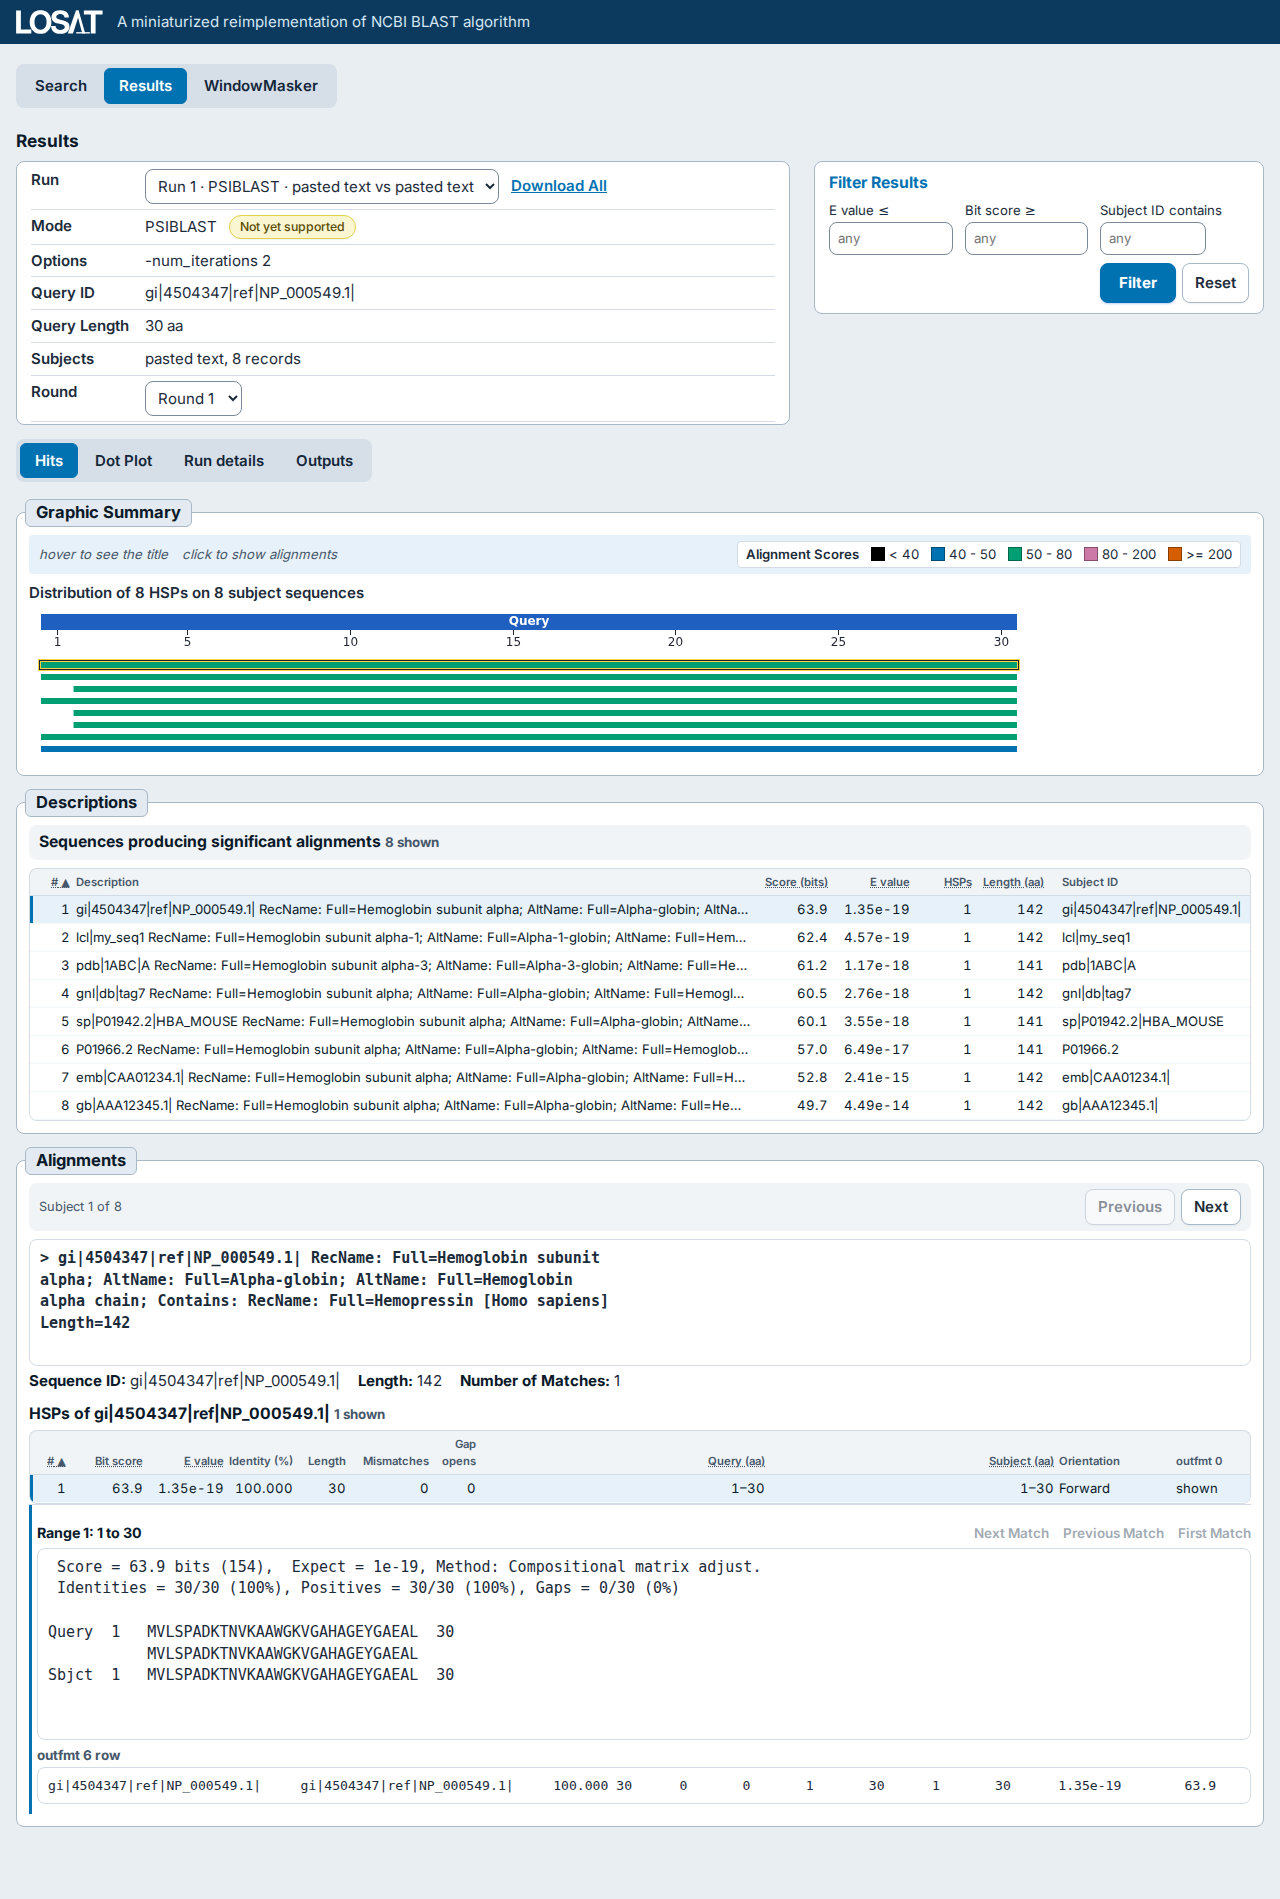 LOSAT A miniaturized reimplementation of NCBI BLAST algorithm
Search Results WindowMasker
Results
Run Run 1 · PSIBLAST · pasted text vs pasted text Download All
Mode PSIBLAST Not yet supported
Options -num_iterations 2
Query ID gi|4504347|ref|NP_000549.1|
Query Length 30 aa
Subjects pasted text, 8 records
Round Round 1
Filter Results
E value ≤ Bit score ≥ Subject ID contains
any any any
Filter Reset
Hits Dot Plot Run details Outputs
Graphic Summary
hover to see the title click to show alignments Alignment Scores < 40 40 - 50 50 - 80 80 - 200 >= 200
Distribution of 8 HSPs on 8 subject sequences
Query
1 5 10 15 20 25 30
Descriptions
Sequences producing significant alignments 8 shown
# ▲ Description Score (bits) E value HSPs Length (aa) Subject ID
1 gi|4504347|ref|NP_000549.1| RecName: Full=Hemoglobin subunit alpha; AltName: Full=Alpha-globin; AltNa... 63.9 1.35e-19 1 142 gi|4504347|ref|NP_000549.1|
2 lcl|my_seq1 RecName: Full=Hemoglobin subunit alpha-1; AltName: Full=Alpha-1-globin; AltName: Full=Hem... 62.4 4.57e-19 1 142 lcl|my_seq1
3 pdb|1ABC|A RecName: Full=Hemoglobin subunit alpha-3; AltName: Full=Alpha-3-globin; AltName: Full=He... 61.2 1.17e-18 1 141 pdb|1ABC|A
4 gnl|db|tag7 RecName: Full=Hemoglobin subunit alpha; AltName: Full=Alpha-globin; AltName: Full=Hemogl... 60.5 2.76e-18 1 142 gnl|db|tag7
5 sp|P01942.2|HBA_MOUSE RecName: Full=Hemoglobin subunit alpha; AltName: Full=Alpha-globin; AltName... 60.1 3.55e-18 1 141 sp|P01942.2|HBA_MOUSE
6 P01966.2 RecName: Full=Hemoglobin subunit alpha; AltName: Full=Alpha-globin; AltName: Full=Hemoglob... 57.0 6.49e-17 1 141 P01966.2
7 emb|CAA01234.1| RecName: Full=Hemoglobin subunit alpha; AltName: Full=Alpha-globin; AltName: Full=H... 52.8 2.41e-15 1 142 emb|CAA01234.1|
8 gb|AAA12345.1| RecName: Full=Hemoglobin subunit alpha; AltName: Full=Alpha-globin; AltName: Full=He... 49.7 4.49e-14 1 142 gb|AAA12345.1|
Alignments
Subject 1 of 8 Previous Next
> gi|4504347|ref|NP_000549.1| RecName: Full=Hemoglobin subunit
alpha; AltName: Full=Alpha-globin; AltName: Full=Hemoglobin
alpha chain; Contains: RecName: Full=Hemopressin [Homo sapiens]
Length=142
Sequence ID: gi|4504347|ref|NP_000549.1| Length: 142 Number of Matches: 1
HSPs of gi|4504347|ref|NP_000549.1| 1 shown
# ▲ Bit score E value Identity (%) Length Mismatches Gap opens Query (aa) Subject (aa) Orientation outfmt 0
1 63.9 1.35e-19 100.000 30 0 0 1–30 1–30 Forward shown
Range 1: 1 to 30 Next Match Previous Match First Match
Score = 63.9 bits (154), Expect = 1e-19, Method: Compositional matrix adjust.
Identities = 30/30 (100%), Positives = 30/30 (100%), Gaps = 0/30 (0%)
Query 1 MVLSPADKTNVKAAWGKVGAHAGEYGAEAL 30
MVLSPADKTNVKAAWGKVGAHAGEYGAEAL
Sbjct 1 MVLSPADKTNVKAAWGKVGAHAGEYGAEAL 30
outfmt 6 row
gi|4504347|ref|NP_000549.1| gi|4504347|ref|NP_000549.1| 100.000 30 0 0 1 30 1 30 1.35e-19 63.9